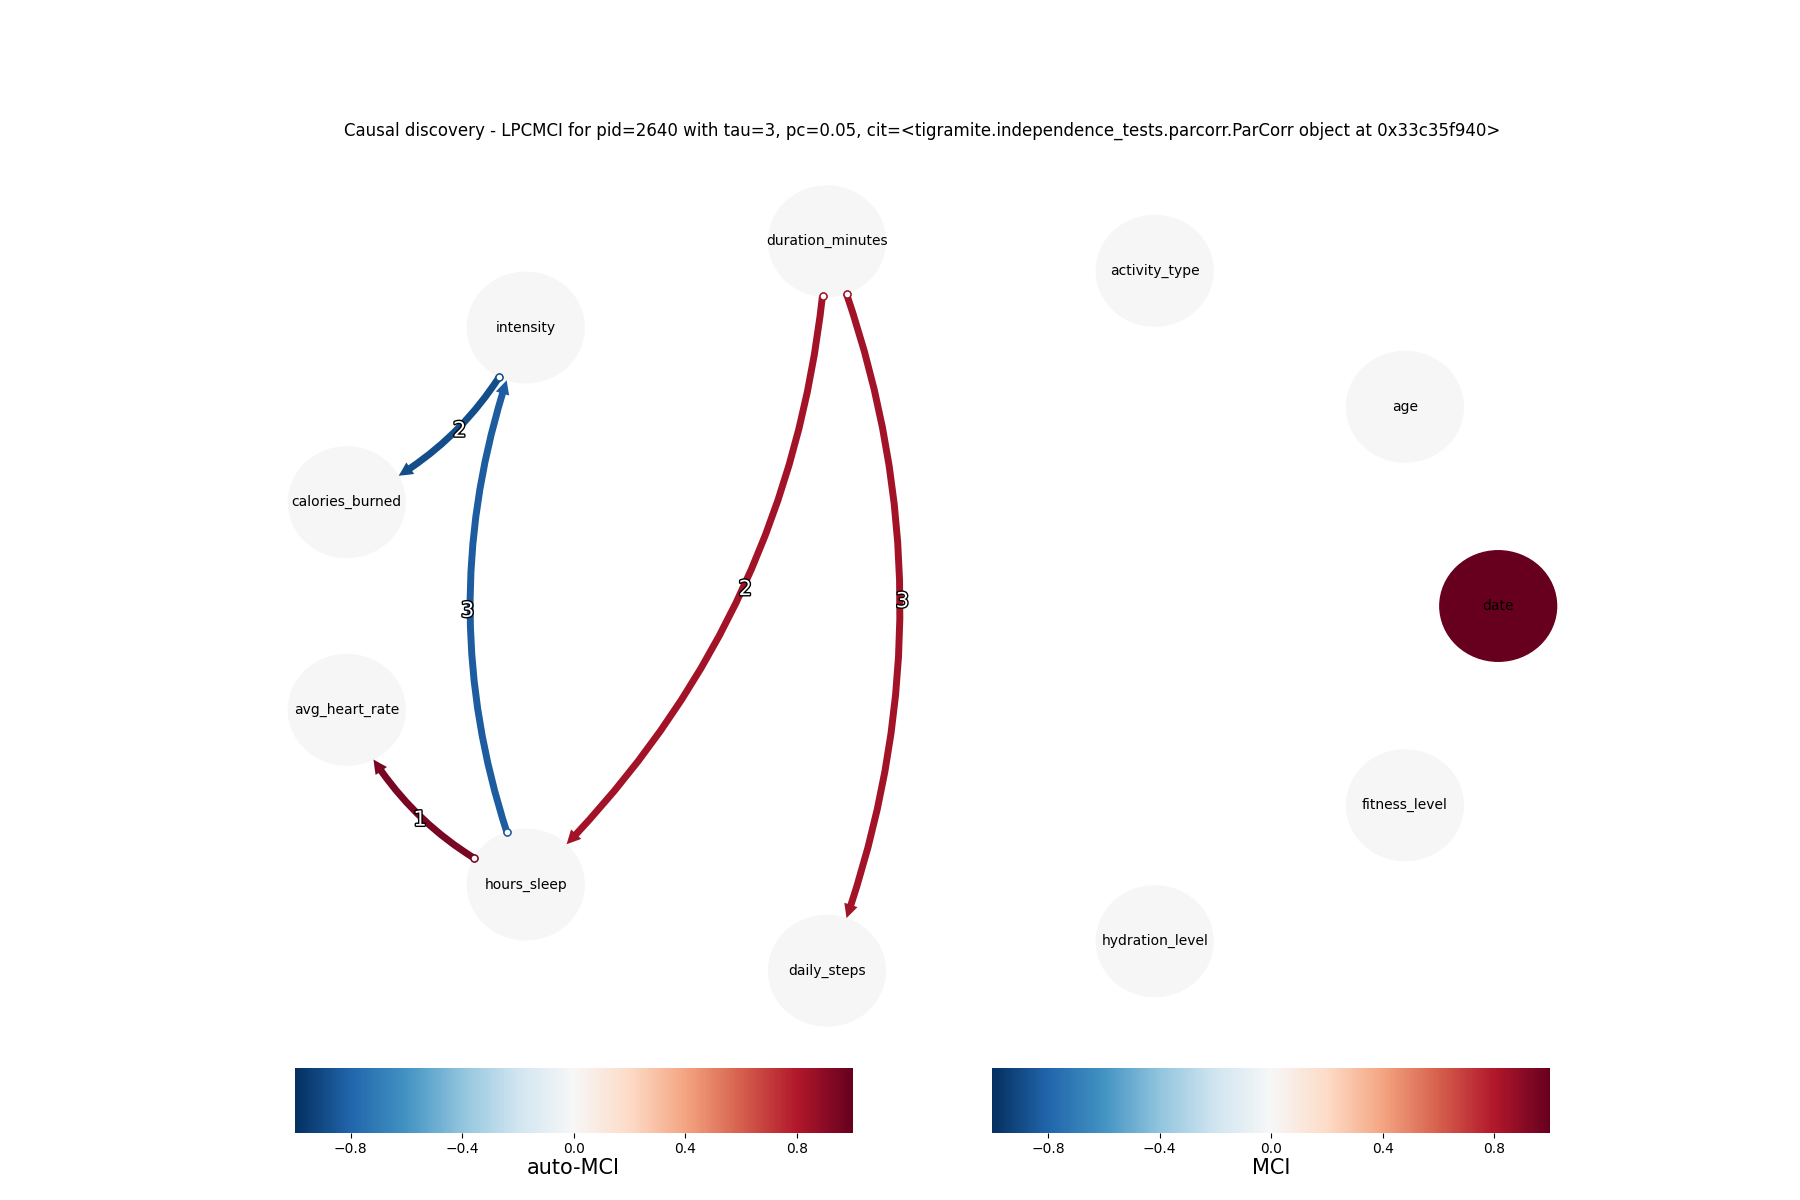 Causal discovery - LPCMCI for pid=2640 with tau=3, pc=0.05, cit=<tigramite.independence_tests.parcorr.ParCorr object at 0x33c35f940>
duration_minutes
activity_type
intensity
age
2
calories_burned
2
3
date
3
avg_heart_rate
fitness_level
1
hours_sleep
hydration_level
daily_steps
−0.8 −0.4 0.0 0.4 0.8
auto-MCI
−0.8 −0.4 0.0 0.4 0.8
MCI